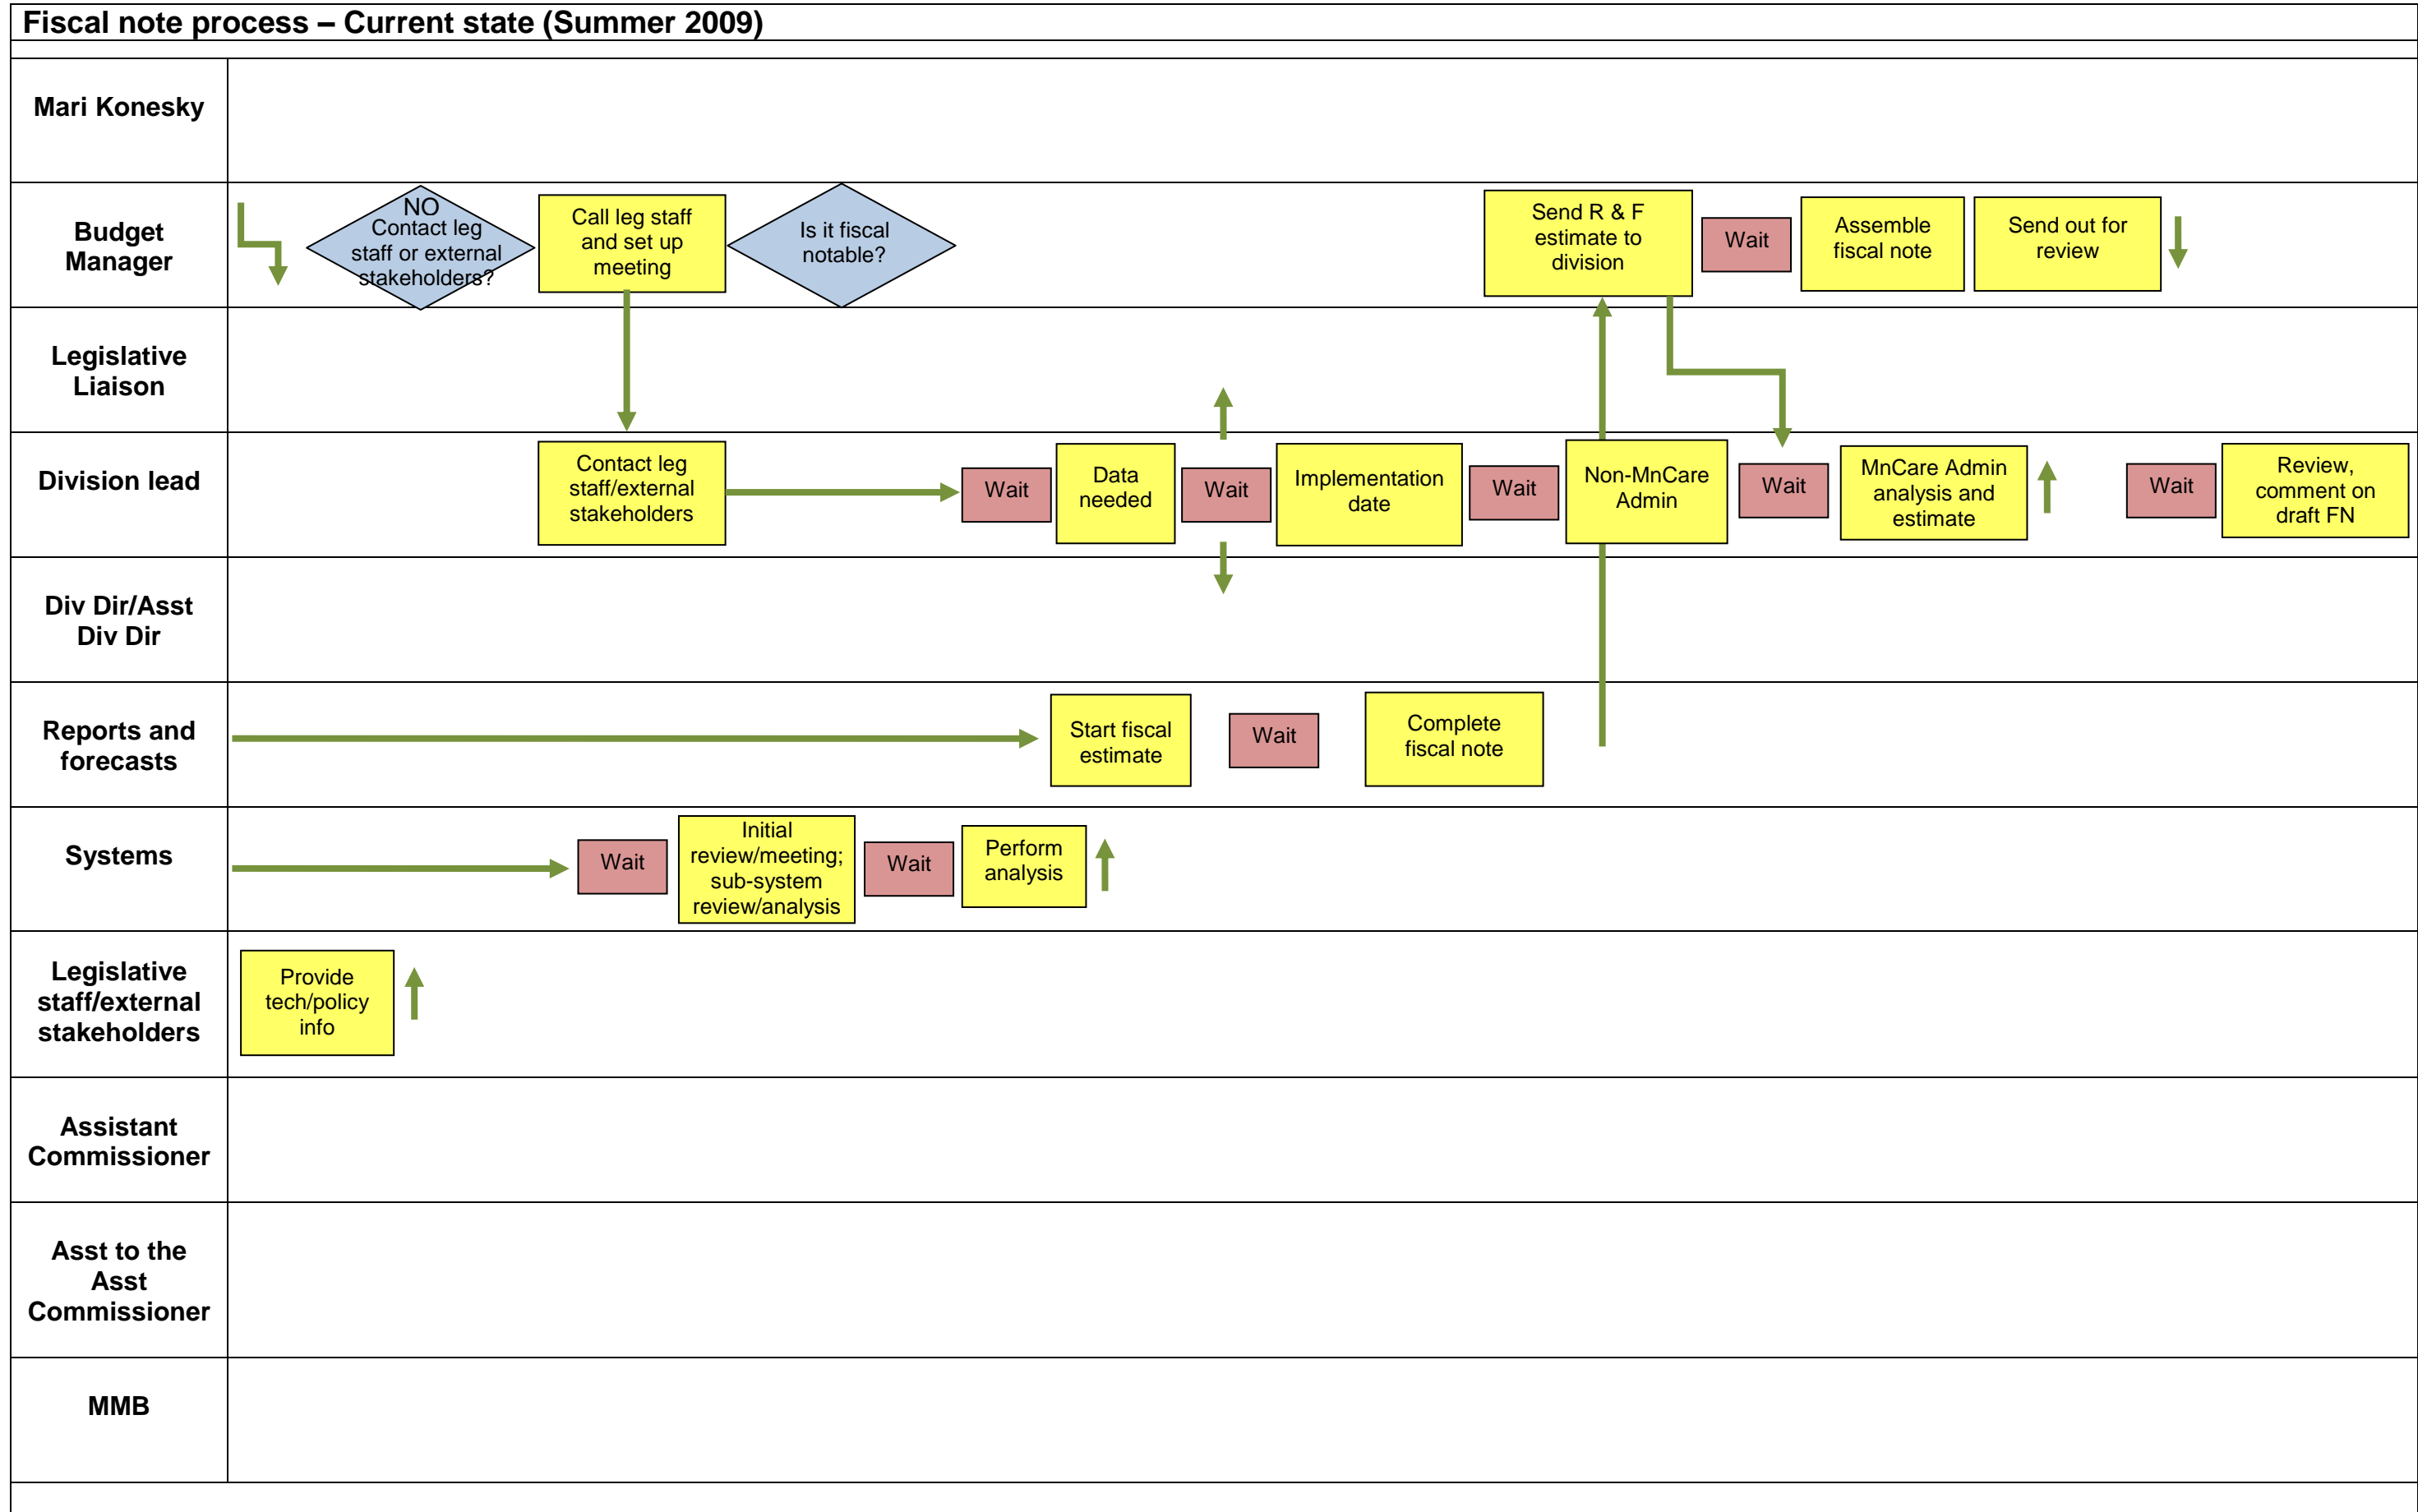 Fiscal note process – Current state (Summer 2009)
Mari Konesky
Budget
Manager
NO
Contact leg
staff or external
stakeholders?
Call leg staff
and set up
meeting
Is it fiscal
notable?
Send R & F
estimate to
division
Wait
Assemble
fiscal note
Send out for
review
Legislative
Liaison
Division lead
Contact leg
staff/external
stakeholders
Wait
Data
needed
Wait
Implementation
date
Wait
Non-MnCare
Admin
Wait
MnCare Admin
analysis and
estimate
Wait
Review,
comment on
draft FN
Div Dir/Asst
Div Dir
Reports and
forecasts
Start fiscal
estimate
Wait
Complete
fiscal note
Systems
Wait
Initial
review/meeting;
sub-system
review/analysis
Wait
Perform
analysis
Legislative
staff/external
stakeholders
Provide
tech/policy
info
Assistant
Commissioner
Asst to the
Asst
Commissioner
MMB